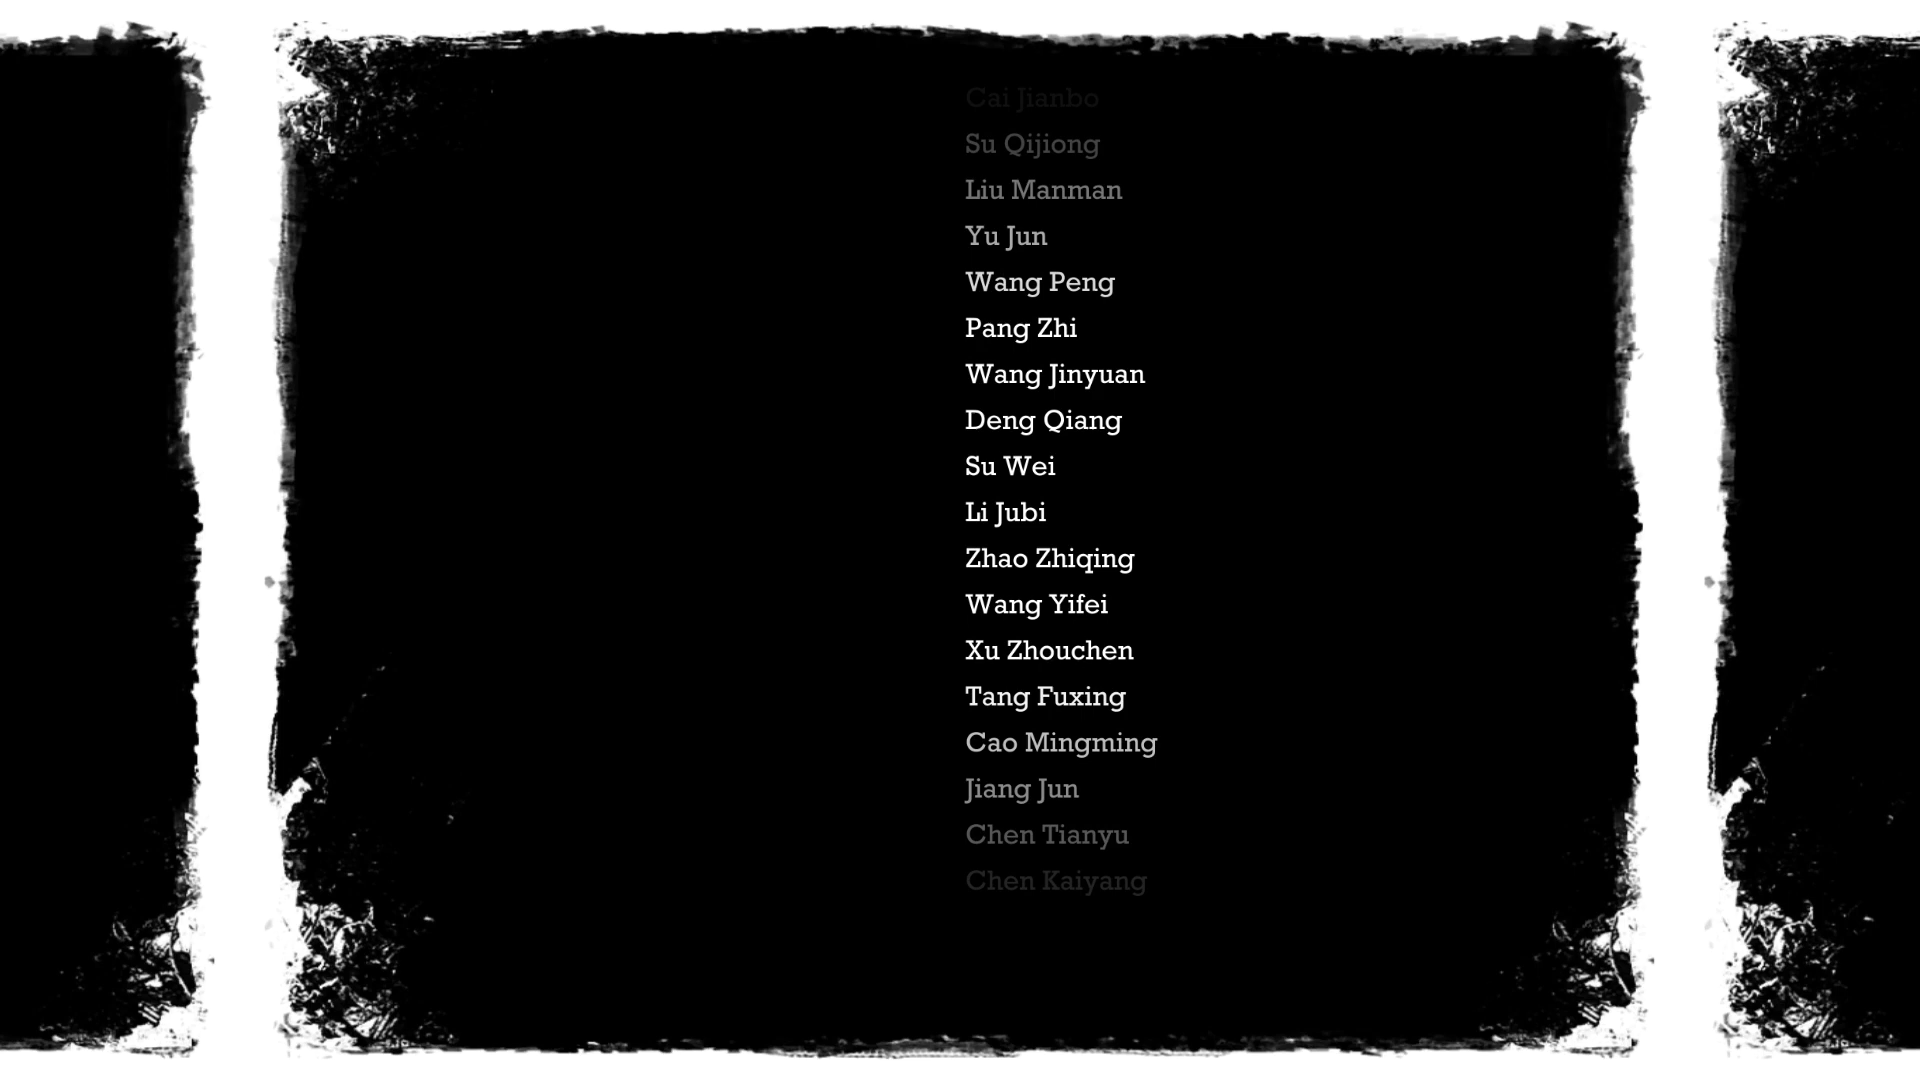 Cai Jianbo
Su Qijiong
Liu Manman
Yu Jun
Wang Peng
Pang Zhi
Wang Jinyuan
Deng Qiang
Su Wei
Li Jubi
Zhao Zhiqing
Wang Yifei
Xu Zhouchen
Tang Fuxing
Cao Mingming
Jiang Jun
Chen Tianyu
Chen Kaiyang